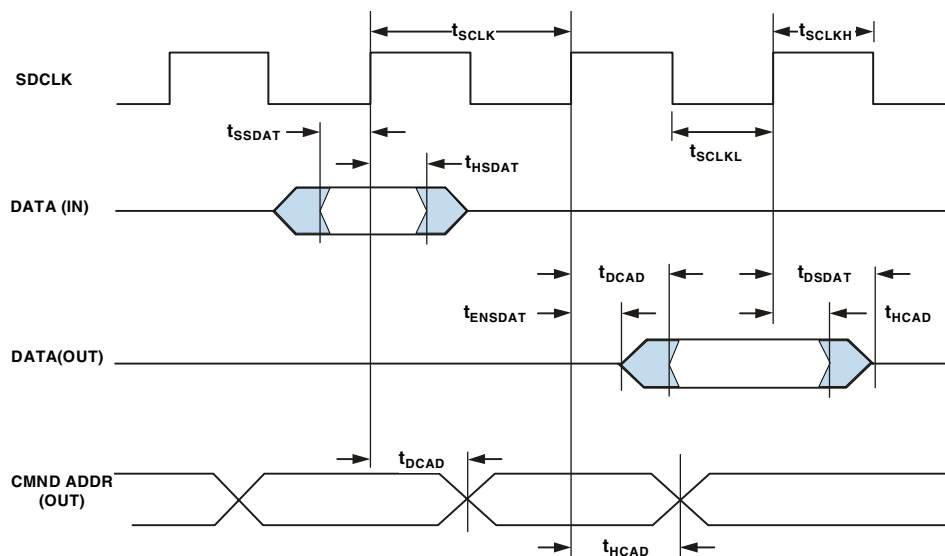 tSCLK
tSCLKH
SDCLK
tSSDAT
tSCLKL
tHSDAT
DATA (IN)
tDCAD
tDSDAT
tENSDAT
tHCAD
DATA(OUT)
tDCAD
CMND ADDR
(OUT)
tHCAD